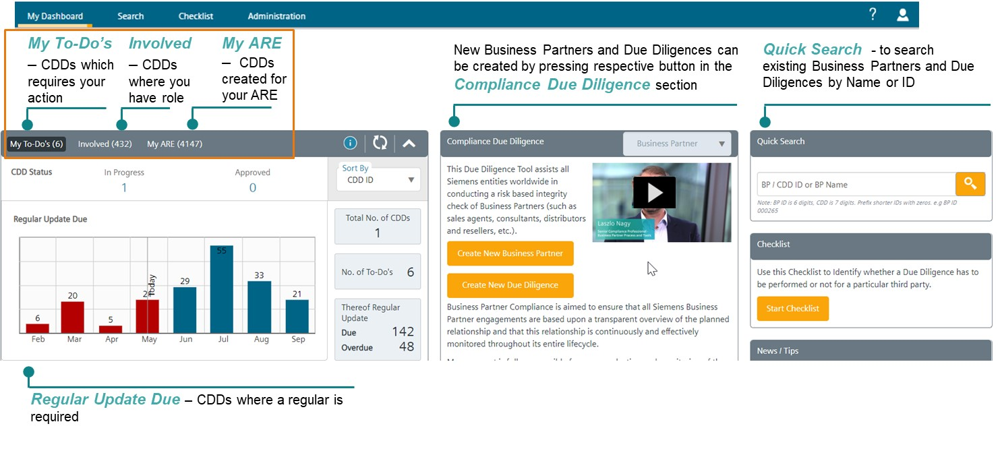 My Dashboard Search Checklist Administration ?
My To-Do's
– CDDs which
requires your
action
Involved
– CDDs
where you
have role
My ARE
– CDDs
created for
your ARE
New Business Partners and Due Diligences can
be created by pressing respective button in the
Compliance Due Diligence section
Quick Search - to search
existing Business Partners and Due
Diligences by Name or ID
My To-Do's (6) Involved (432) My ARE (4147)
CDD Status
In Progress
1
Approved
0
Sort By
CDD ID
Regular Update Due
6
20
5
29
55
33
21
Today
Feb Mar Apr May Jun Jul Aug Sep
Total No. of CDDs
1
No. of To-Do's 6
Thereof Regular
Update
Due 142
Overdue 48
Compliance Due Diligence
Business Partner
This Due Diligence Tool assists all
Siemens entities worldwide in
conducting a risk based integrity
check of Business Partners (such as
sales agents, consultants, distributors
and resellers, etc.).
Laszlo Nagy
Senior Compliance Professional -
Business Partner Process and Tools
Create New Business Partner
Create New Due Diligence
Business Partner Compliance is aimed to ensure that all Siemens Business
Partner engagements are based upon a transparent overview of the planned
relationship and that this relationship is continuously and effectively
monitored throughout its entire lifecycle.
Quick Search
BP / CDD ID or BP Name
Note: BP ID is 6 digits, CDD is 7 digits. Prefix shorter IDs with zeros. e.g BP ID
000265
Checklist
Use this Checklist to Identify whether a Due Diligence has to
be performed or not for a particular third party.
Start Checklist
News / Tips
Regular Update Due – CDDs where a regular is
required